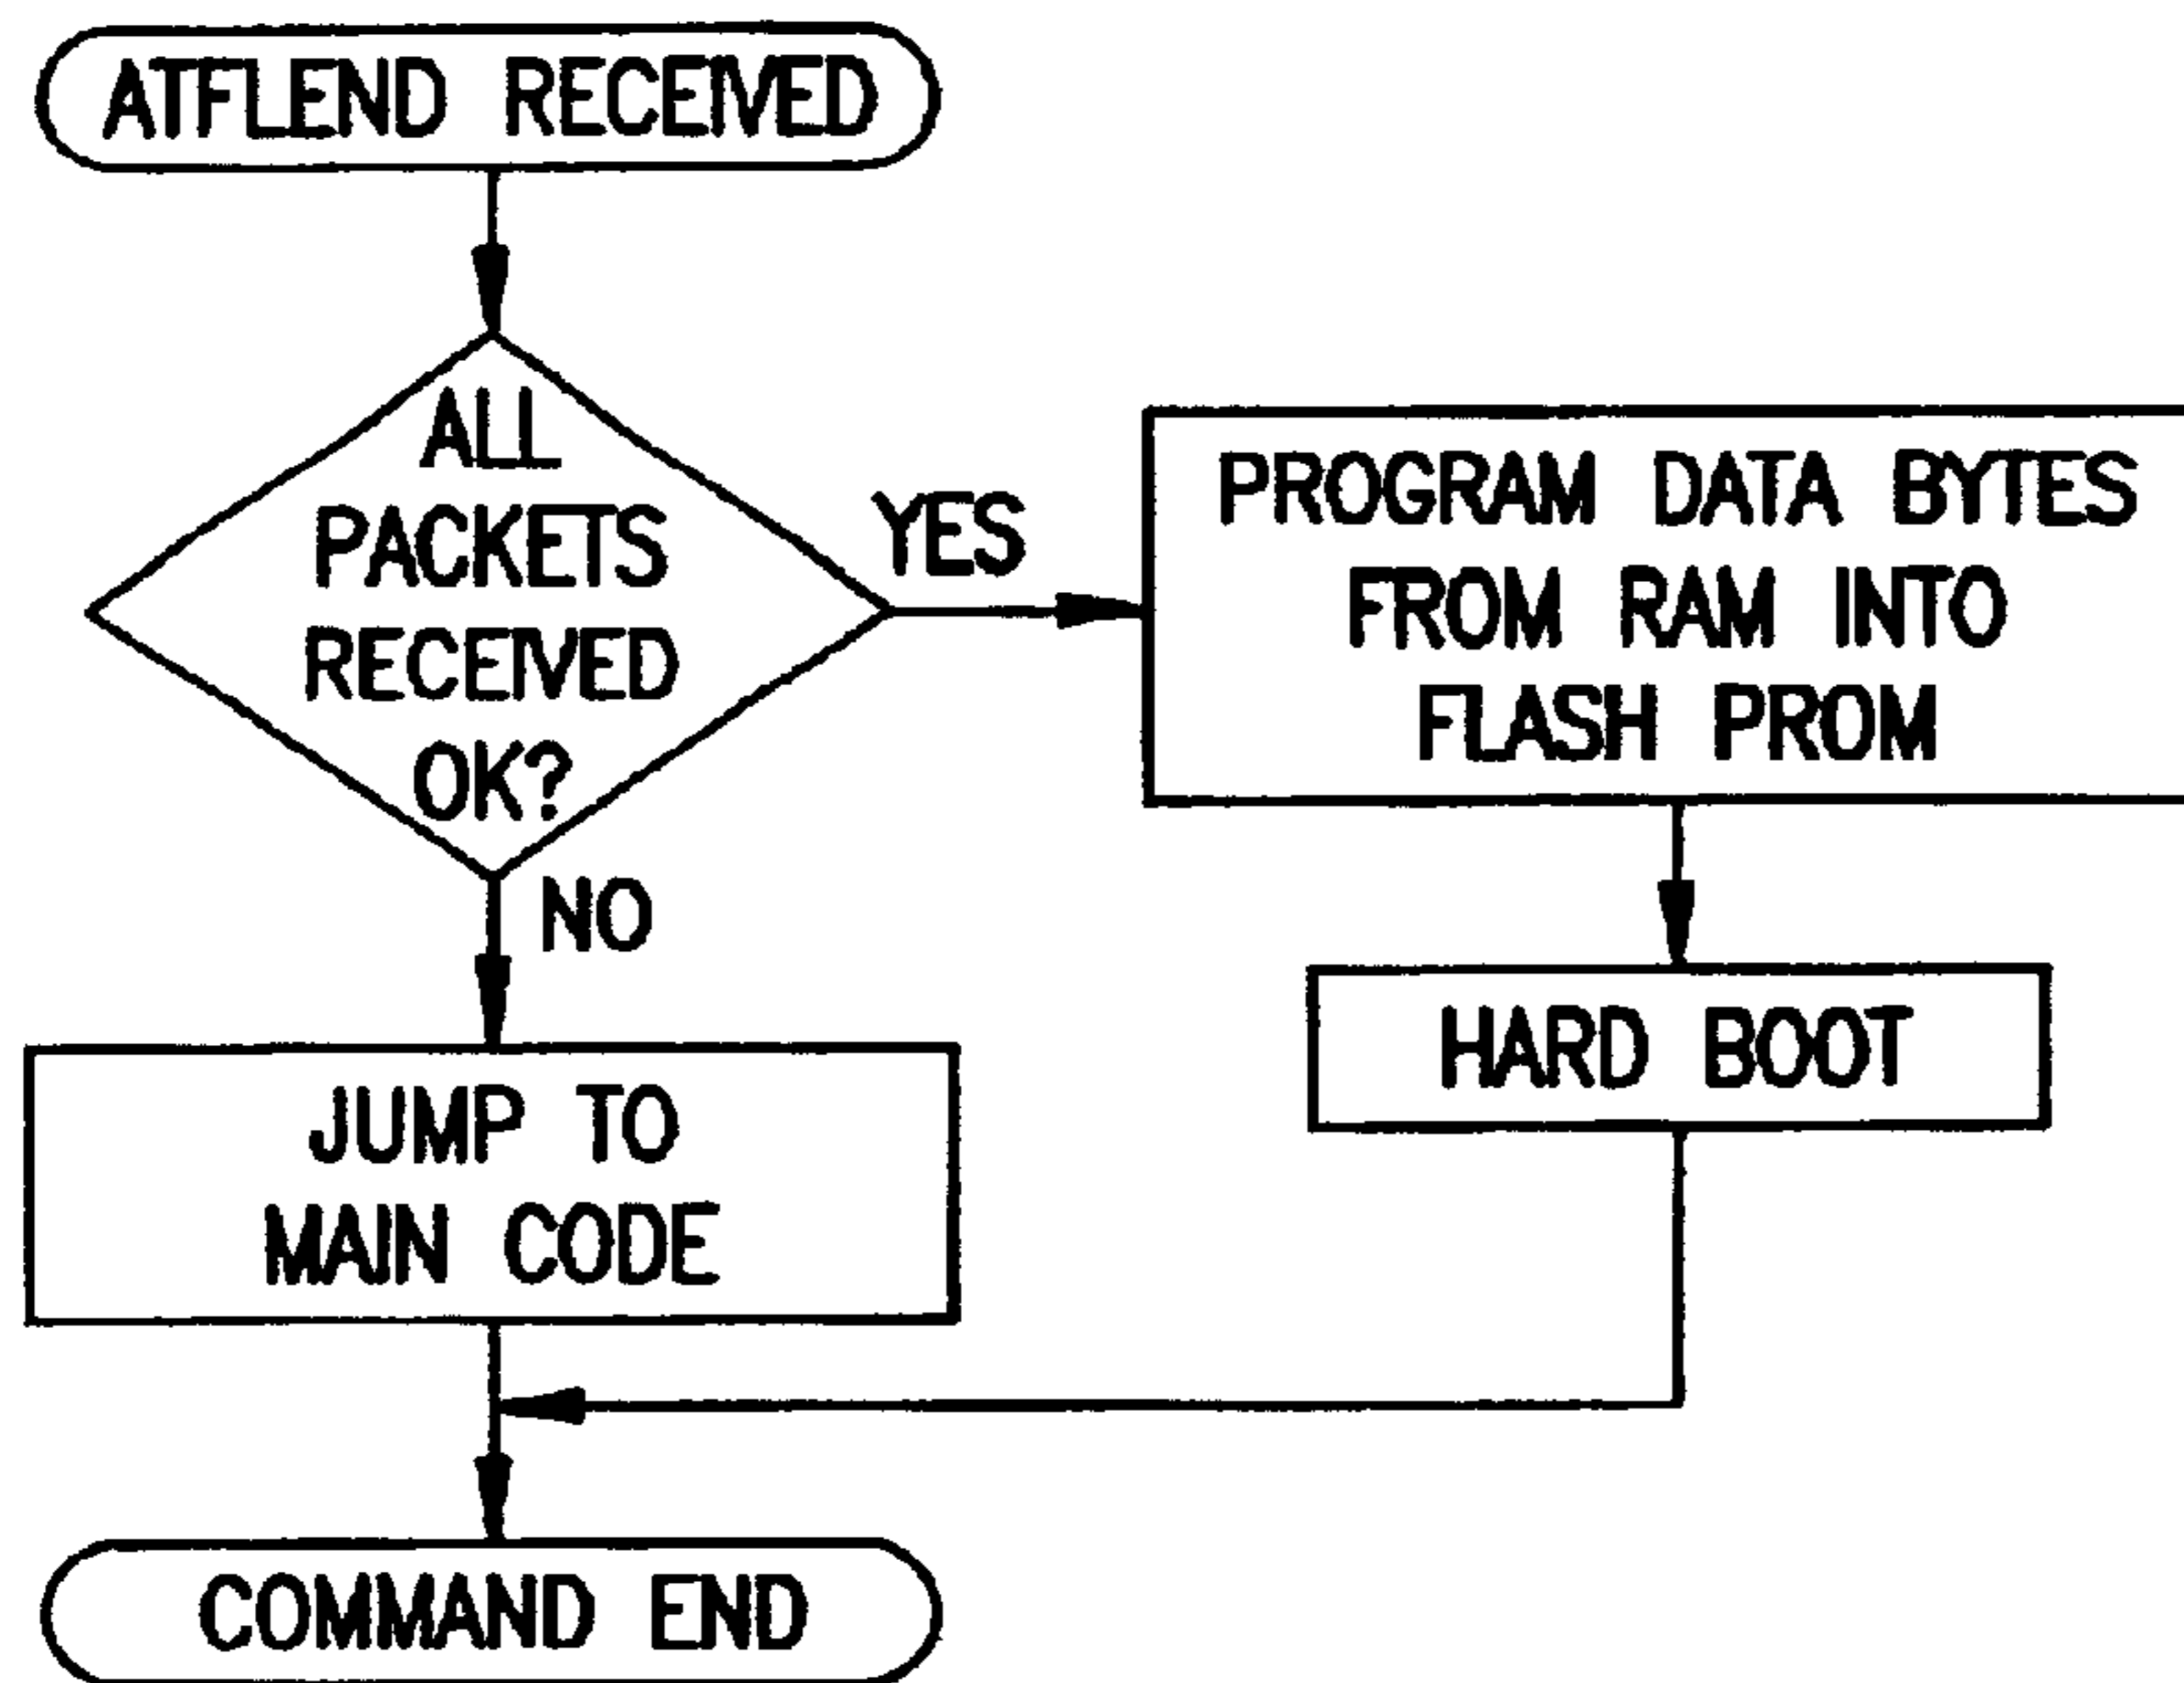 ATFLEND RECEIVED
ALL
PACKETS
RECEIVED
OK?
YES
NO
PROGRAM DATA BYTES
FROM RAM INTO
FLASH PROM
HARD BOOT
JUMP TO
MAIN CODE
COMMAND END